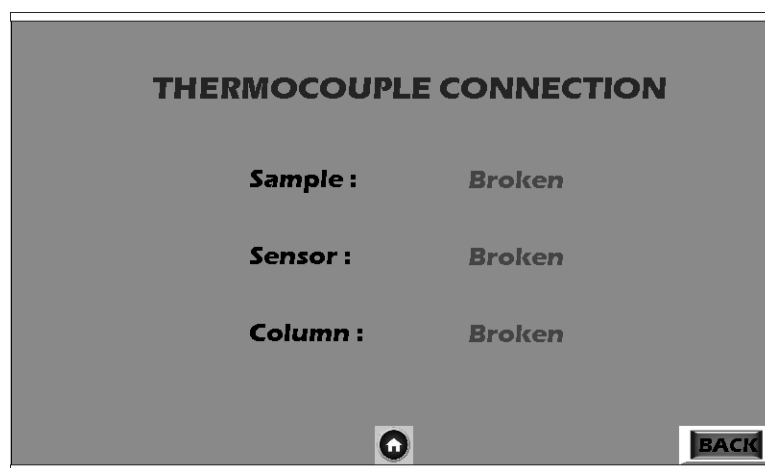 THERMOCOUPLE CONNECTION
Sample : Broken
Sensor : Broken
Column : Broken
BACK